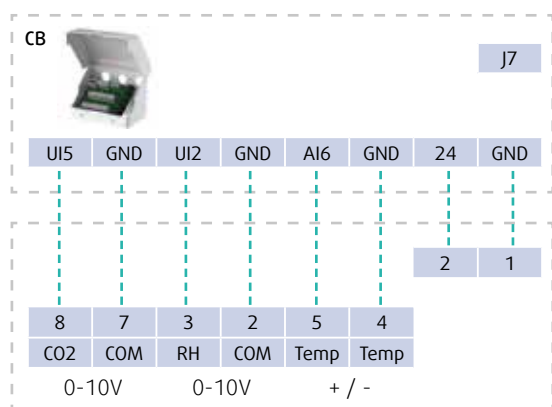 CB
J7
UI5 GND UI2 GND AI6 GND 24 GND
2 1
8 7 3 2 5 4
CO2 COM RH COM Temp Temp
0-10V 0-10V + / -